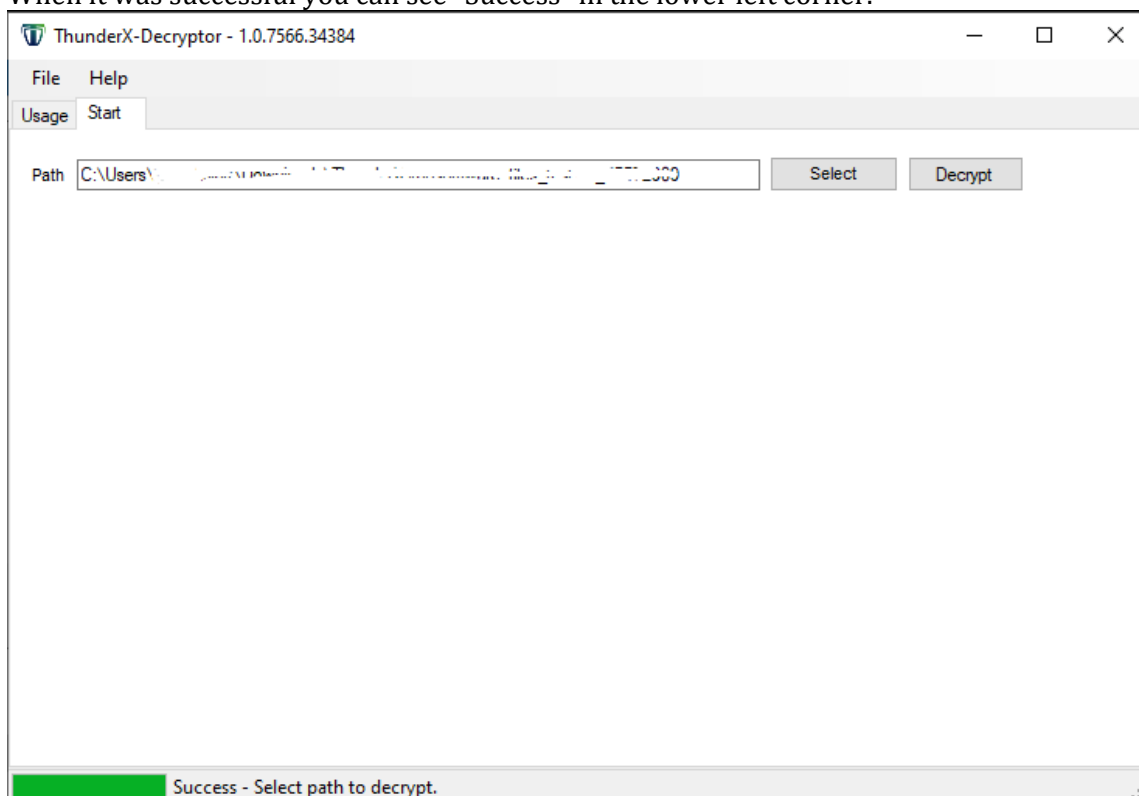 When it was successful you can see "Success" in the lower left corner.
ThunderX-Decryptor - 1.0.7566.34384
File Help
Usage Start
Path C:\Users\ Select Decrypt
Success - Select path to decrypt.